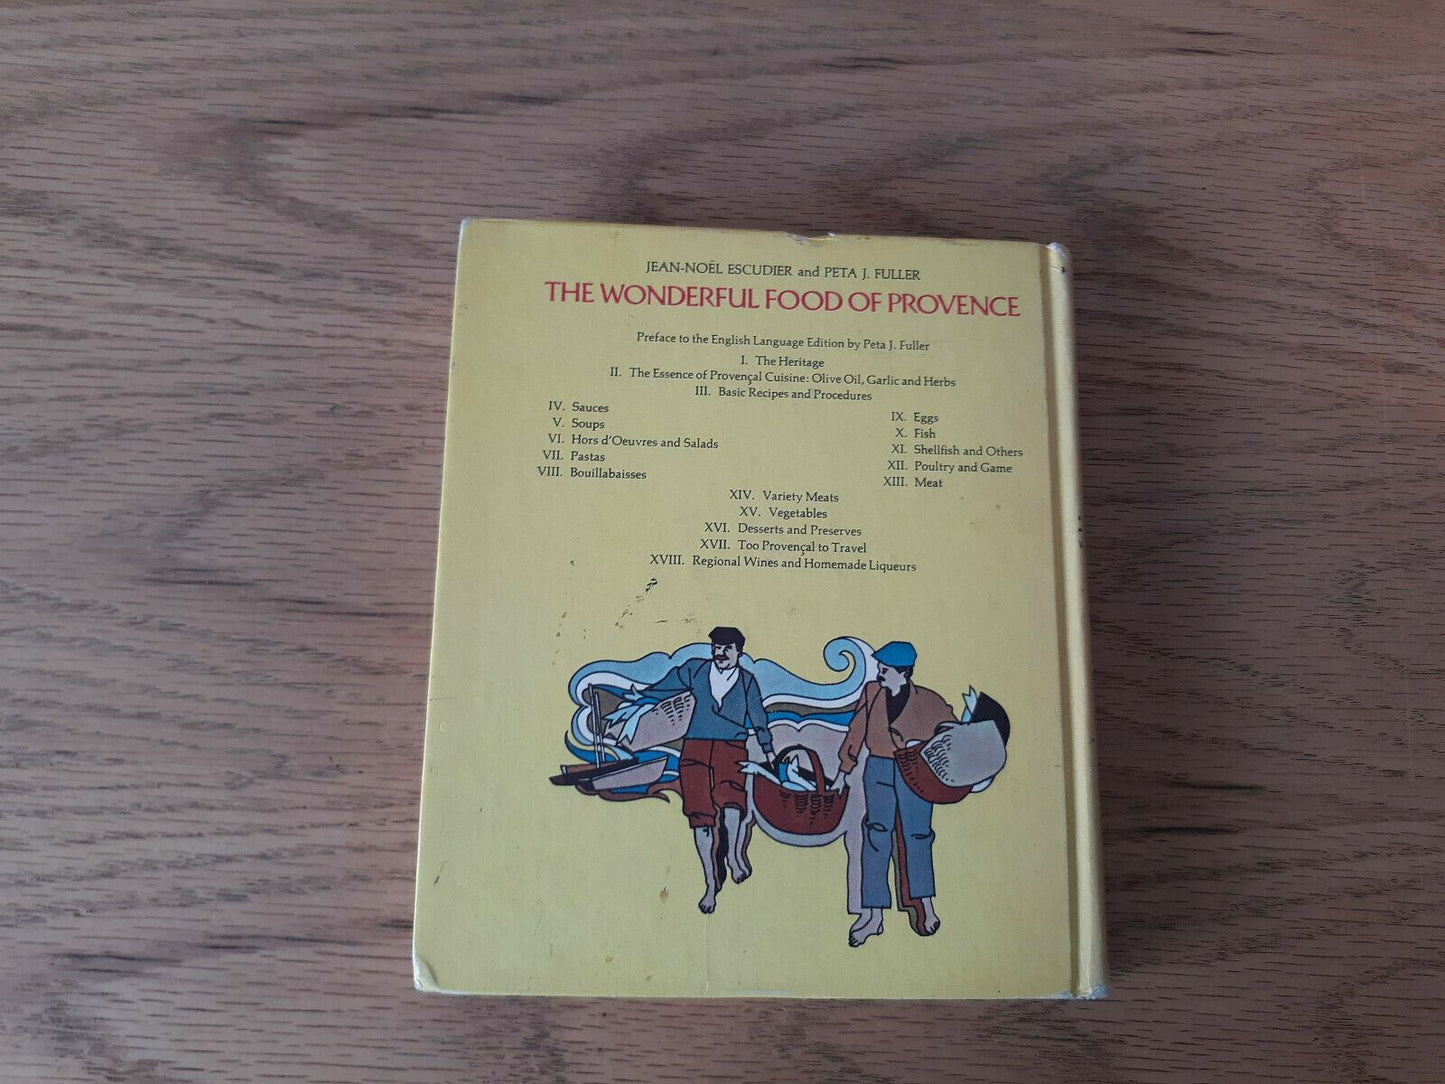 JEAN-NOËL ESCUDIER and PETA J. FULLER
THE WONDERFUL FOOD OF PROVENCE
Preface to the English Language Edition by Peta J. Fuller
I. The Heritage
II. The Essence of Provençal Cuisine: Olive Oil, Garlic and Herbs
III. Basic Recipes and Procedures
IV. Sauces
V. Soups
VI. Hors d'Oeuvres and Salads
VII. Pastas
VIII. Bouillabaisses
IX. Eggs
X. Fish
XI. Shellfish and Others
XII. Poultry and Game
XIII. Meat
XIV. Variety Meats
XV. Vegetables
XVI. Desserts and Preserves
XVII. Too Provençal to Travel
XVIII. Regional Wines and Homemade Liqueurs